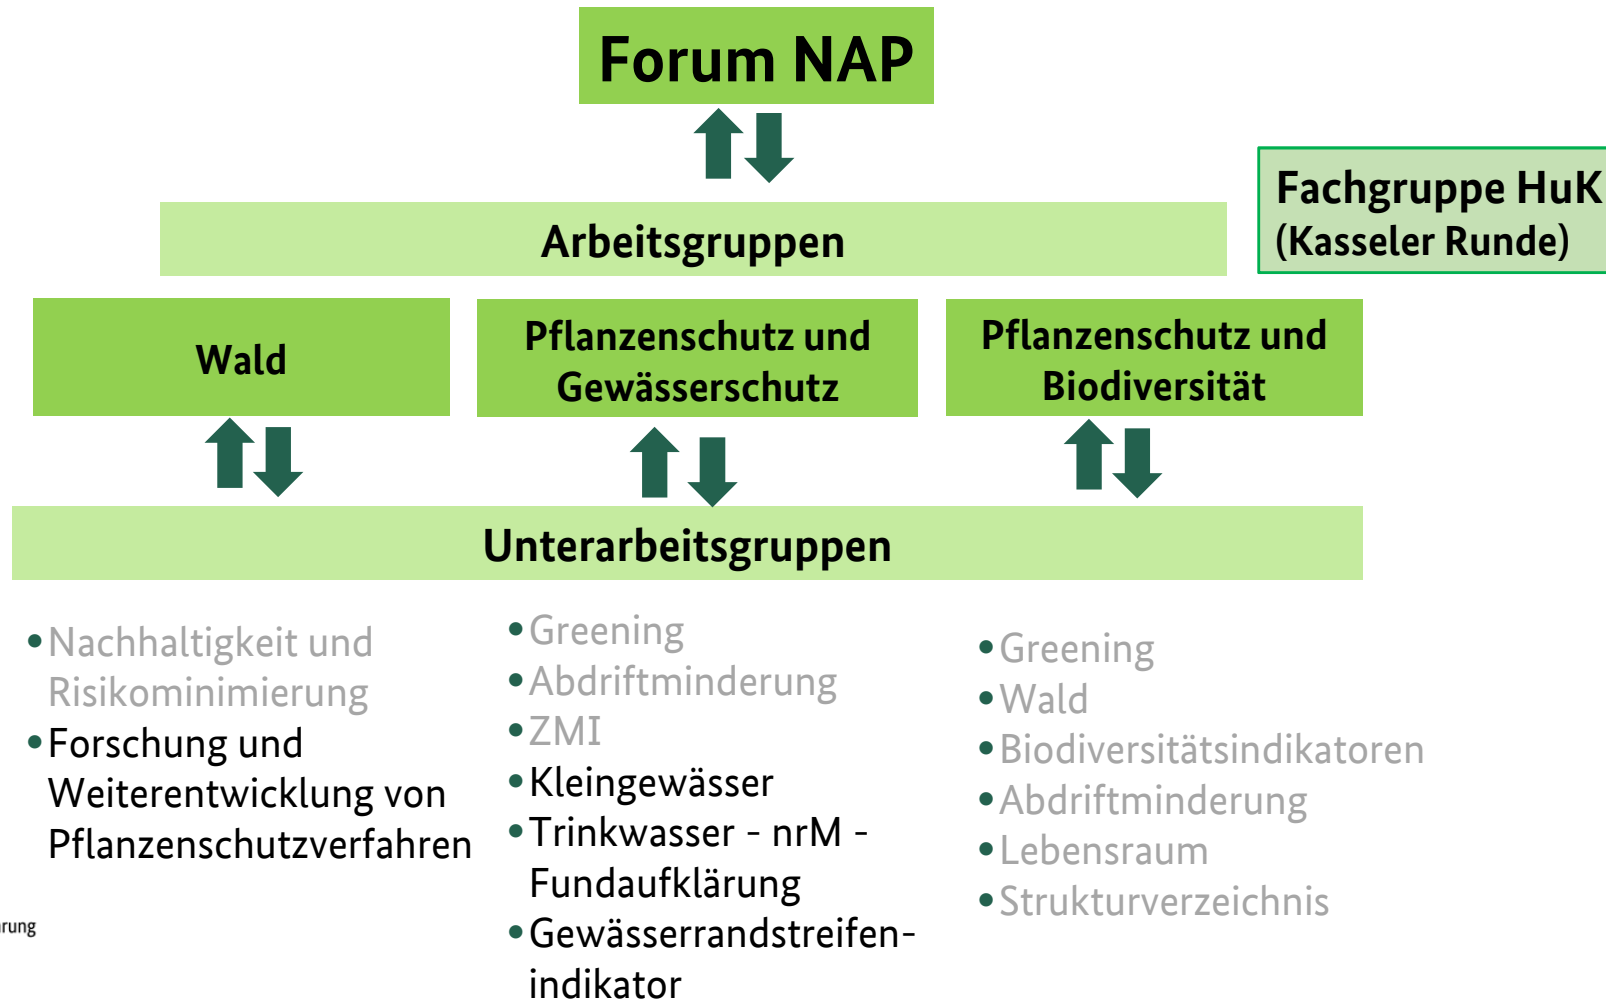 Forum NAP
Fachgruppe HuK
(Kasseler Runde)
Arbeitsgruppen
Wald
Pflanzenschutz und
Gewässerschutz
Pflanzenschutz und
Biodiversität
Unterarbeitsgruppen
•Nachhaltigkeit und
Risikominimierung
•Forschung und
Weiterentwicklung von
Pflanzenschutzverfahren
•Greening
•Abdriftminderung
•ZMI
•Kleingewässer
•Trinkwasser - nrM -
Fundaufklärung
•Gewässerrandstreifen-
indikator
•Greening
•Wald
•Biodiversitätsindikatoren
•Abdriftminderung
•Lebensraum
•Strukturverzeichnis